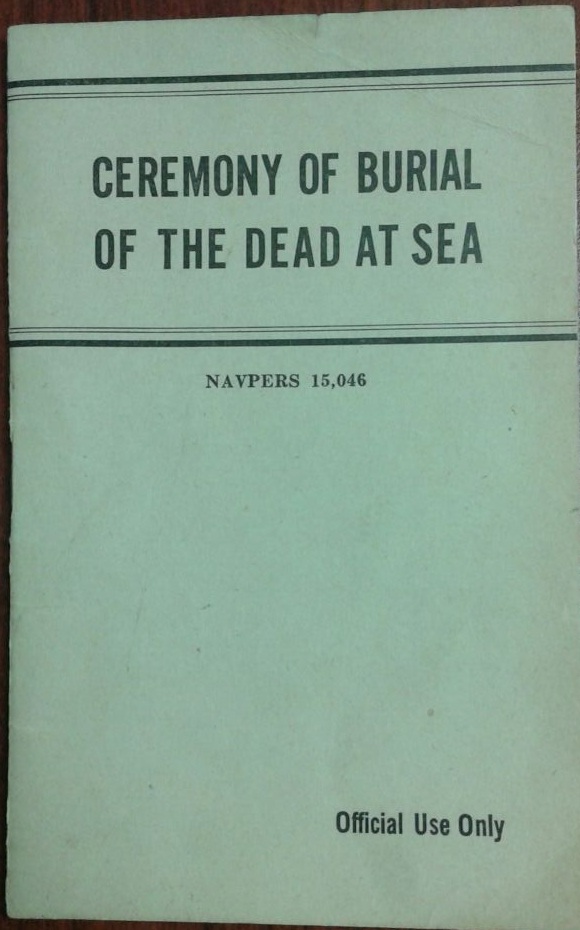 CEREMONY OF BURIAL
OF THE DEAD AT SEA
NAVPERS 15,046
Official Use Only